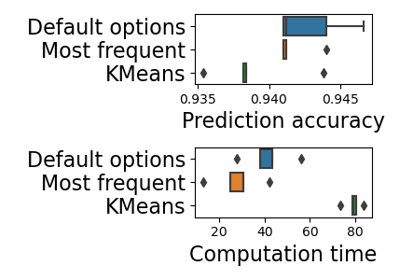 Default options
Most frequent
KMeans
0.935 0.940 0.945
Prediction accuracy
Default options
Most frequent
KMeans
20 40 60 80
Computation time